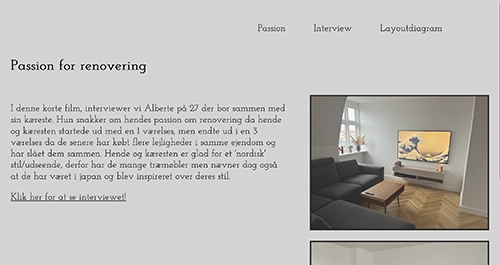 Passion Interview Layoutdiagram
Passion for renovering
I denne korte film, interviewer vi Alberte på 27 der bor sammen med
sin kæreste. Hun snakker om hendes passion om renovering da hende
og kæresten startede ud med en 1 værelses, men endte ud i en 3
værelses da de senere har købt flere lejligheder i samme ejendom og
har slået dem sammen. Hende og kæresten er glad for et 'nordisk'
stil/udseende, derfor har de mange træmøbler men nævner dog også
at de har været i japan og blev inspireret over deres stil.
Klik her for at se interviewet!